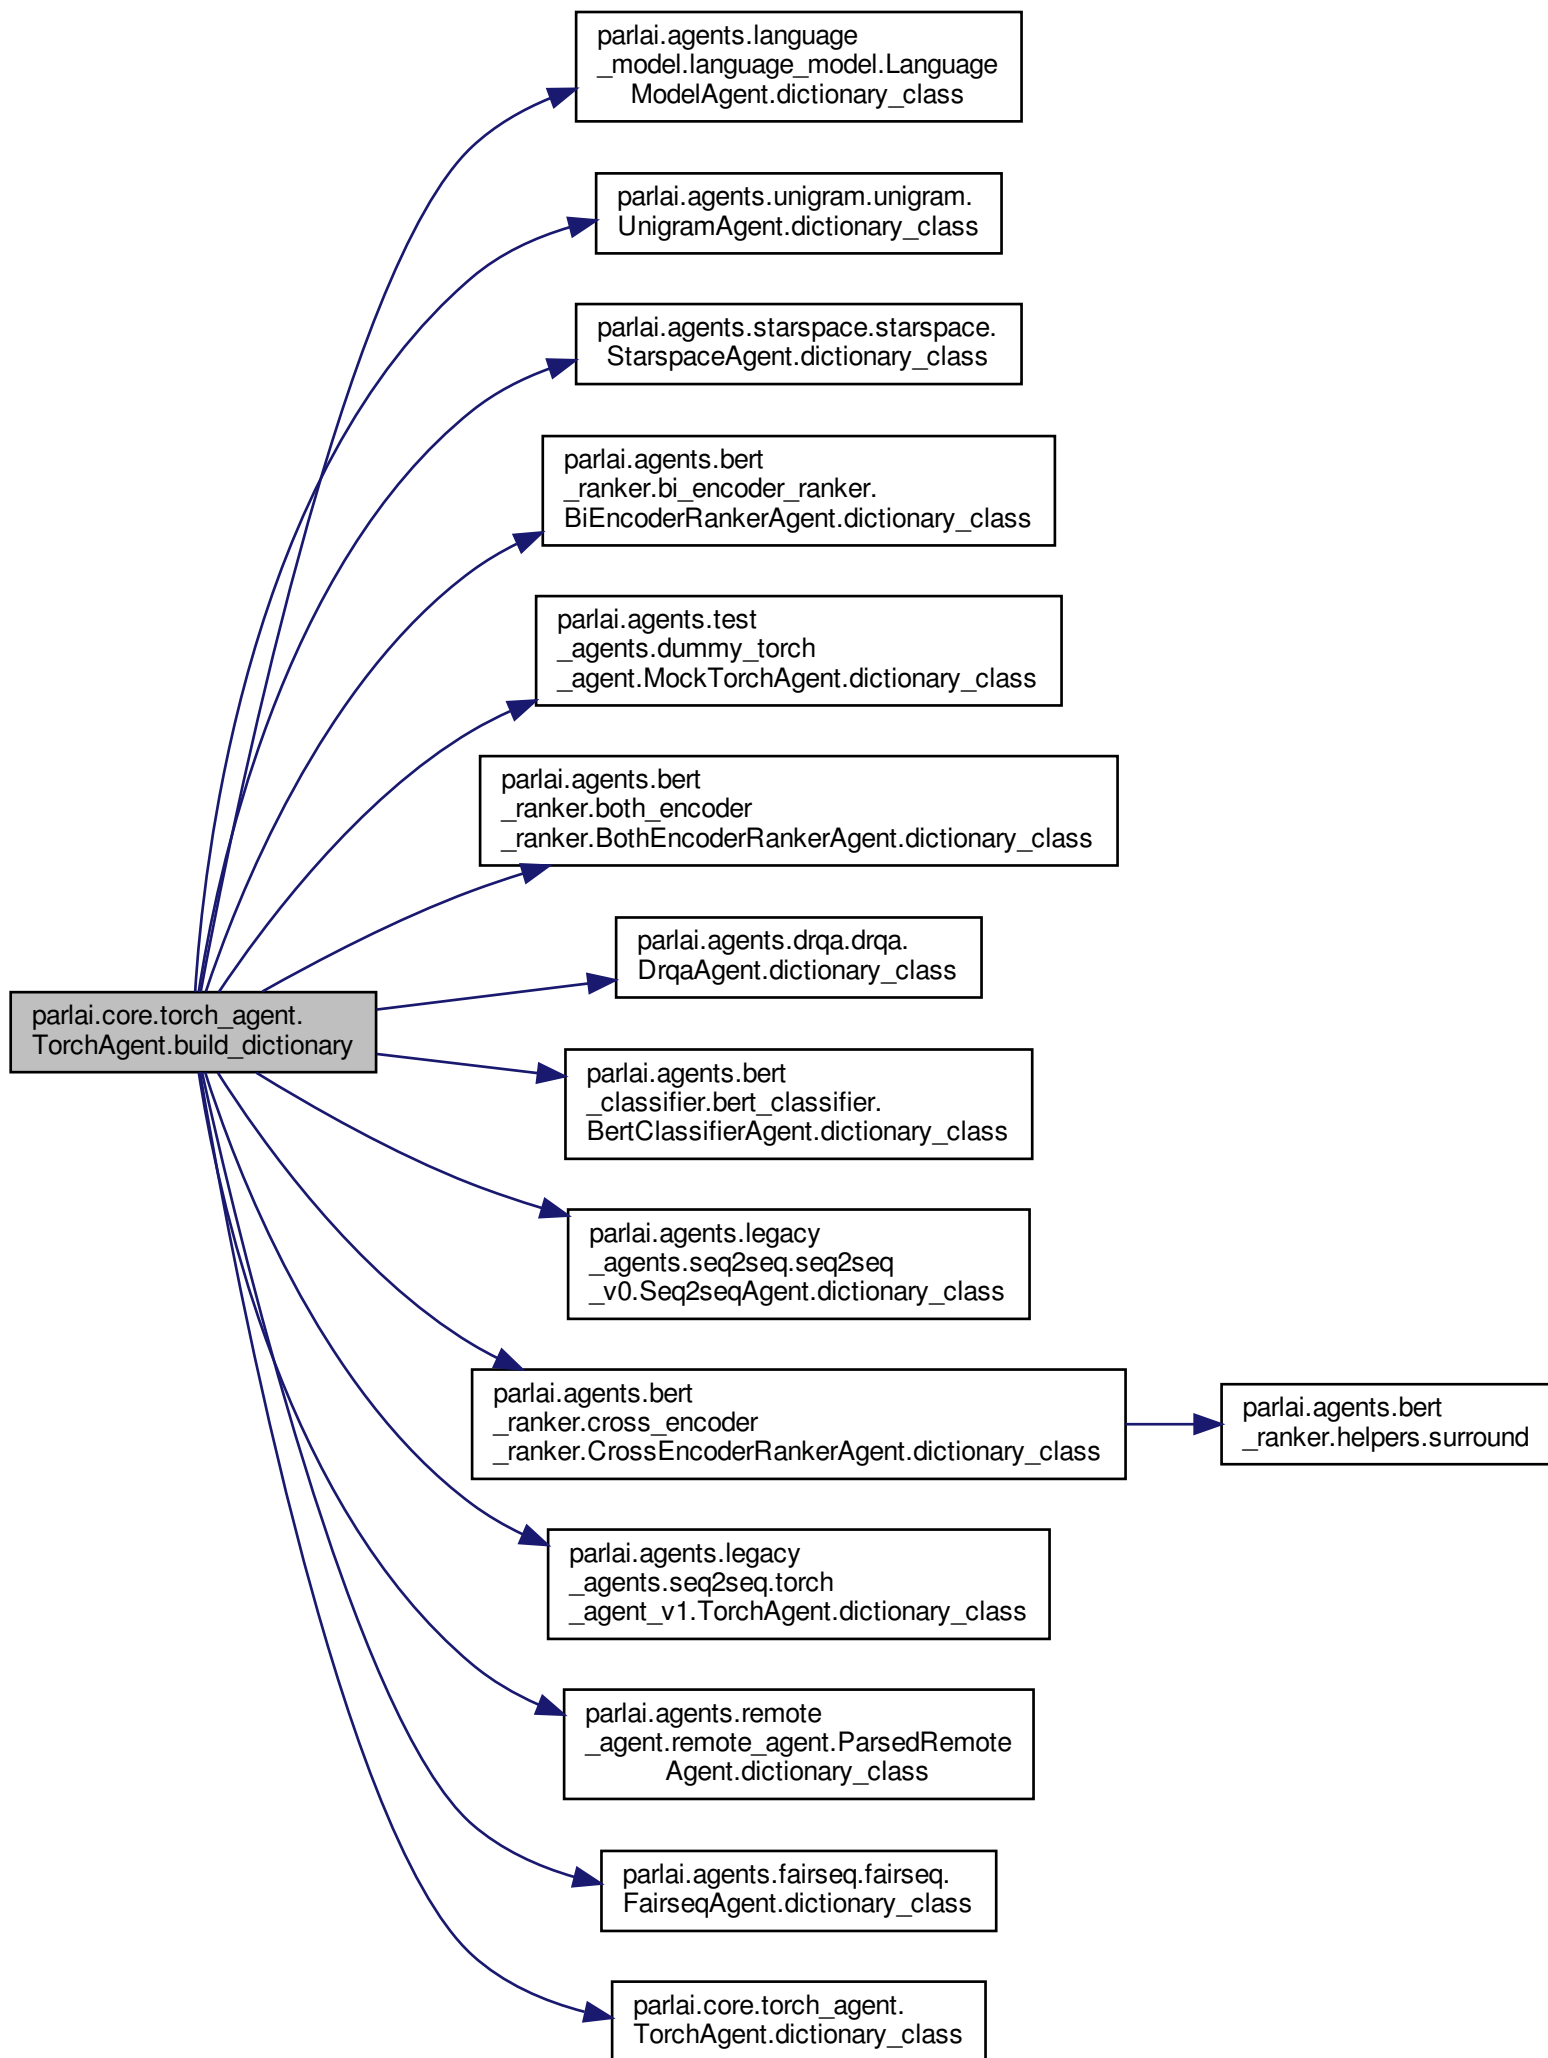 parlai.agents.language
_model.language_model.Language
ModelAgent.dictionary_class
parlai.agents.unigram.unigram.
UnigramAgent.dictionary_class
parlai.agents.starspace.starspace.
StarspaceAgent.dictionary_class
parlai.agents.bert
_ranker.bi_encoder_ranker.
BiEncoderRankerAgent.dictionary_class
parlai.agents.test
_agents.dummy_torch
_agent.MockTorchAgent.dictionary_class
parlai.agents.bert
_ranker.both_encoder
_ranker.BothEncoderRankerAgent.dictionary_class
parlai.agents.drqa.drqa.
DrqaAgent.dictionary_class
parlai.core.torch_agent.
TorchAgent.build_dictionary
parlai.agents.bert
_classifier.bert_classifier.
BertClassifierAgent.dictionary_class
parlai.agents.legacy
_agents.seq2seq.seq2seq
_v0.Seq2seqAgent.dictionary_class
parlai.agents.bert
_ranker.cross_encoder
_ranker.CrossEncoderRankerAgent.dictionary_class
parlai.agents.bert
_ranker.helpers.surround
parlai.agents.legacy
_agents.seq2seq.torch
_agent_v1.TorchAgent.dictionary_class
parlai.agents.remote
_agent.remote_agent.ParsedRemote
Agent.dictionary_class
parlai.agents.fairseq.fairseq.
FairseqAgent.dictionary_class
parlai.core.torch_agent.
TorchAgent.dictionary_class